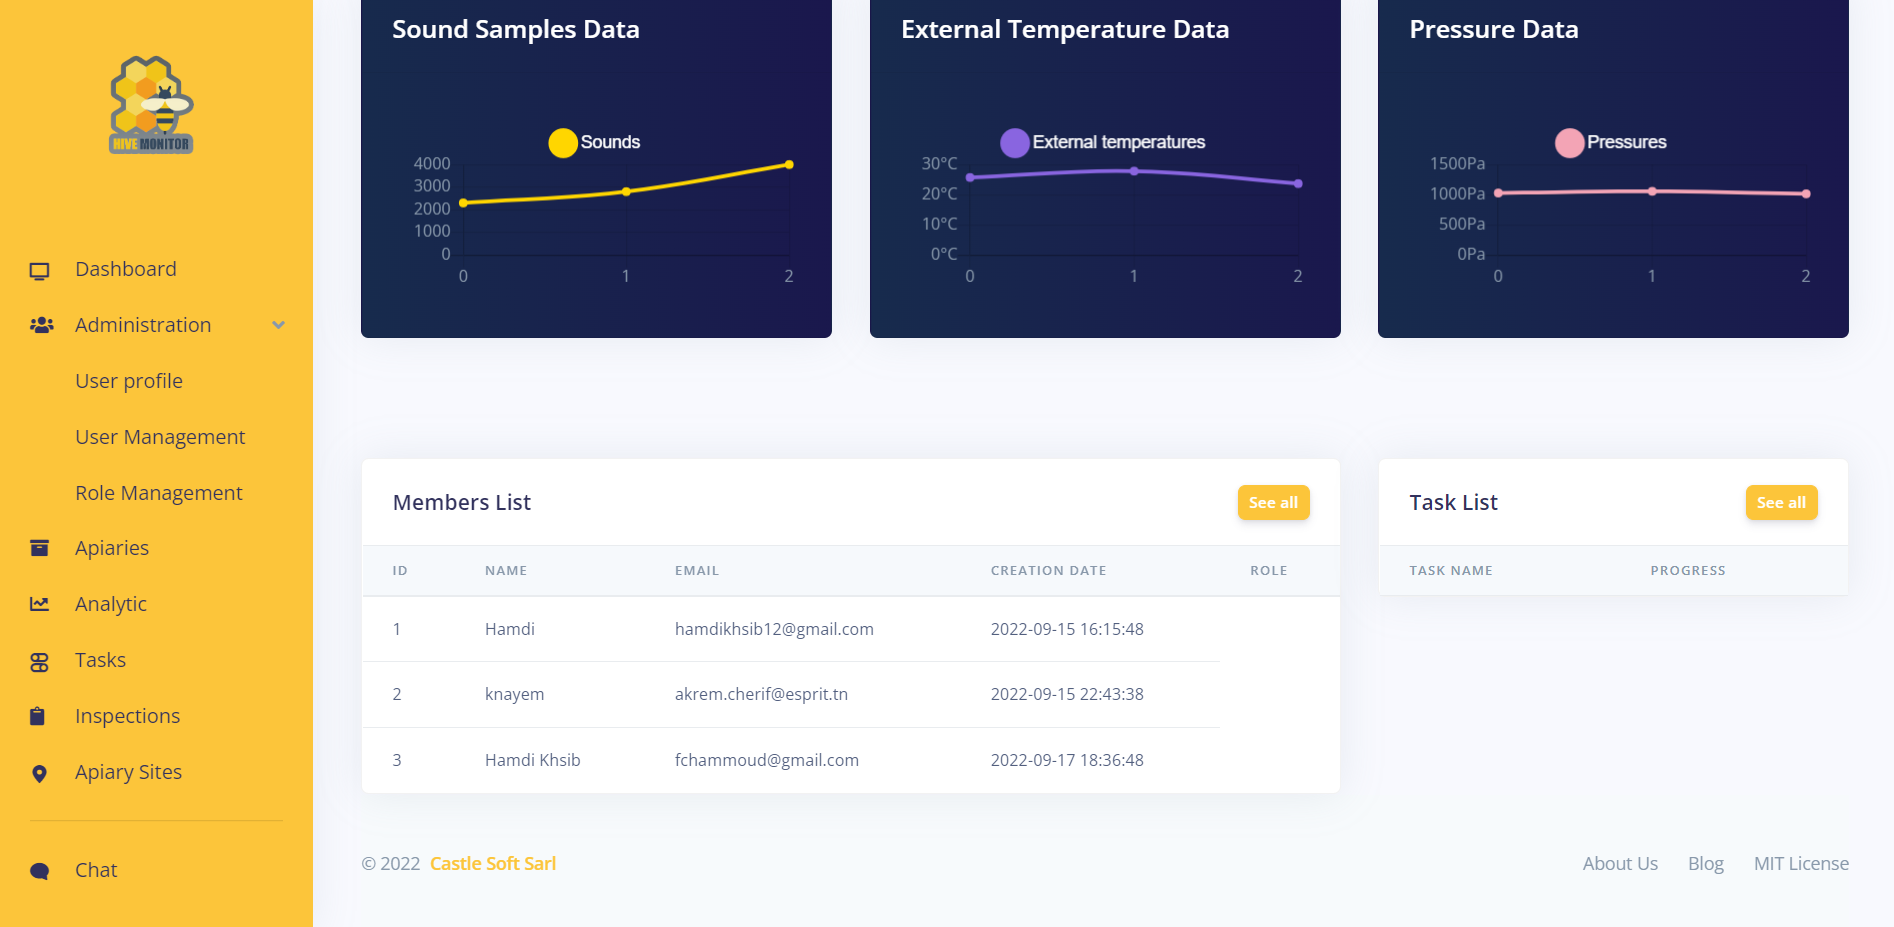 HIVE MONITOR
Dashboard
Administration
User profile
User Management
Role Management
Apiaries
Analytic
Tasks
Inspections
Apiary Sites
Chat
Sound Samples Data
Sounds
4000
3000
2000
1000
0
0 1 2
External Temperature Data
External temperatures
30°C
20°C
10°C
0°C
0 1 2
Pressure Data
Pressures
1500Pa
1000Pa
500Pa
0Pa
0 1 2
Members List See all
ID NAME EMAIL CREATION DATE ROLE
1 Hamdi hamdikhsib12@gmail.com 2022-09-15 16:15:48
2 knayem akrem.cherif@esprit.tn 2022-09-15 22:43:38
3 Hamdi Khsib fchammoud@gmail.com 2022-09-17 18:36:48
Task List See all
TASK NAME PROGRESS
© 2022 Castle Soft Sarl
About Us Blog MIT License